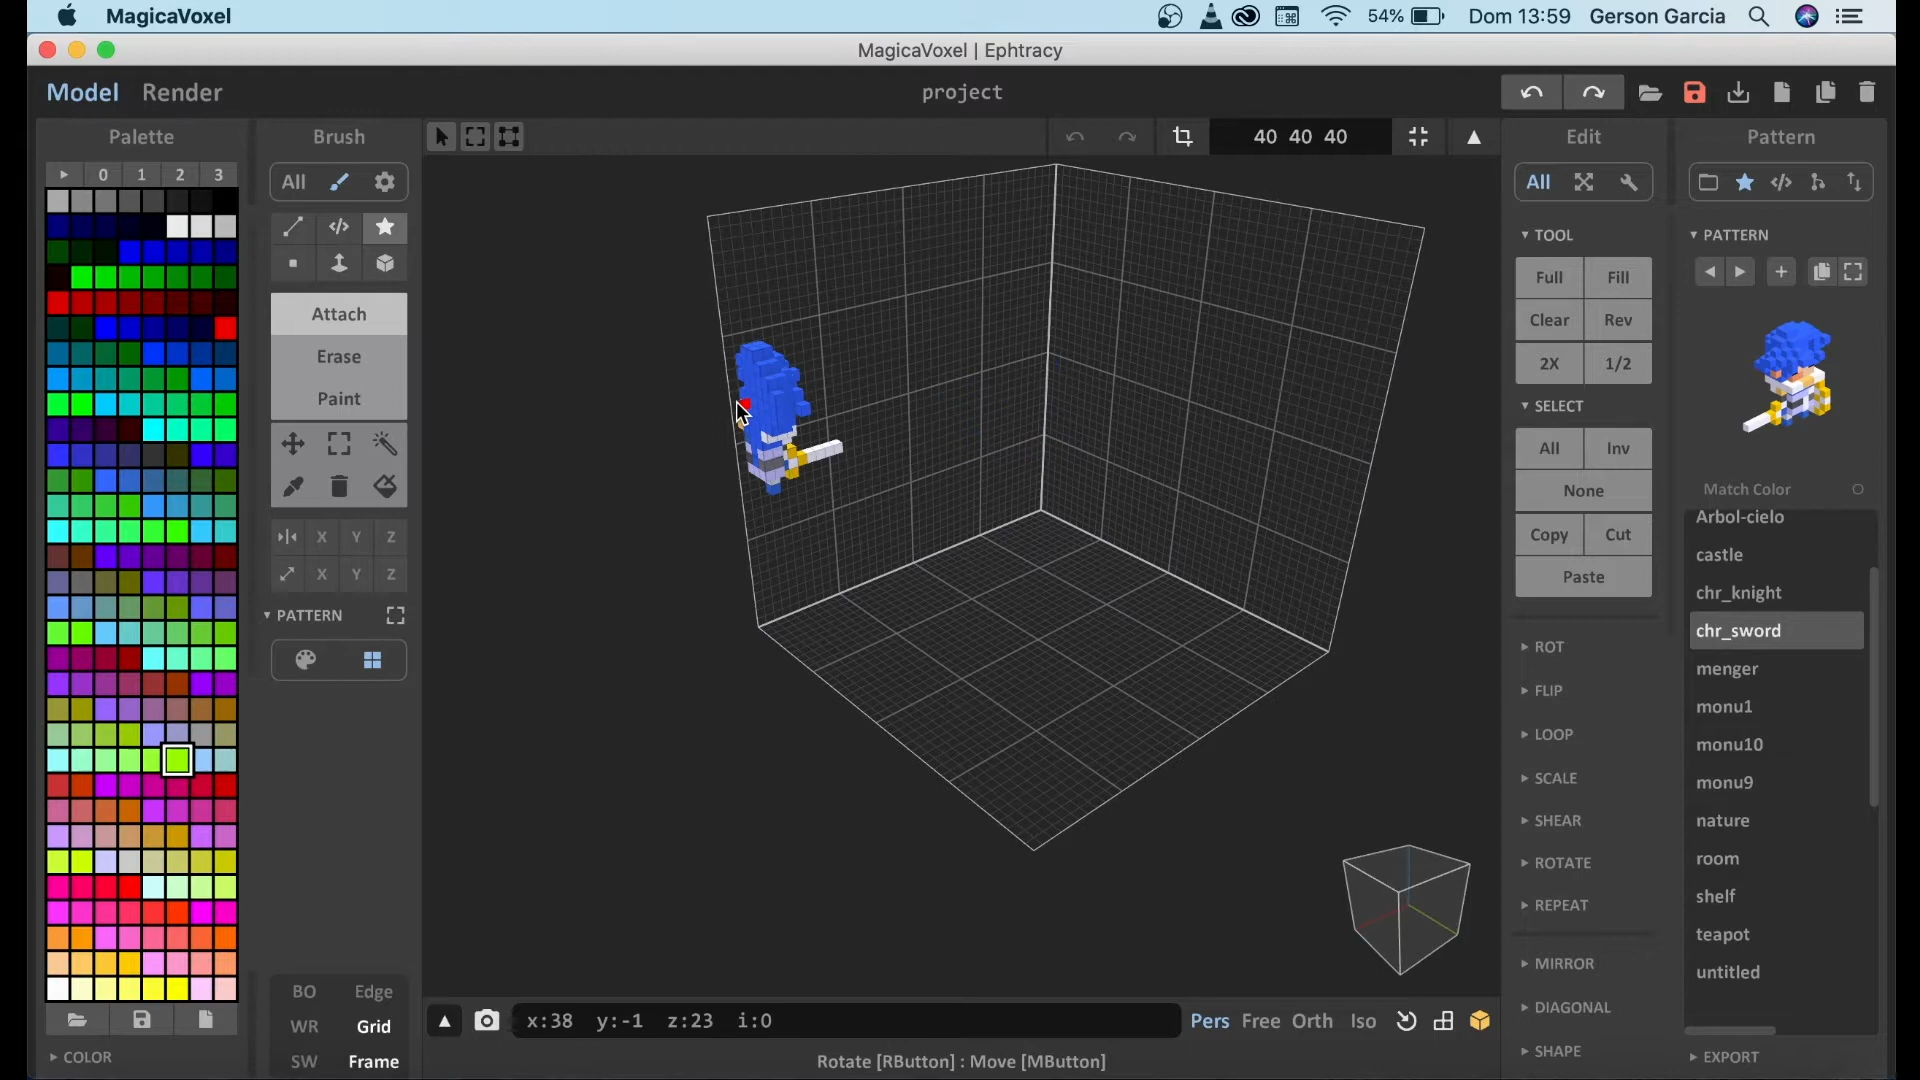 MagicaVoxel
54%
Dom 13:59
Gerson Garcia
MagicaVoxel | Ephtracy
Model
Render
project
Palette
0 1 2 3
COLOR
Brush
All
Attach
Erase
Paint
X Y Z
X Y Z
PATTERN
BO Edge
WR Grid
SW Frame
40 40 40
x:38 y:-1 z:23 i:0
Pers Free Orth Iso
Rotate [RButton] : Move [MButton]
Edit
All
TOOL
Full Fill
Clear Rev
2X 1/2
SELECT
All Inv
None
Copy Cut
Paste
ROT
FLIP
LOOP
SCALE
SHEAR
ROTATE
REPEAT
MIRROR
DIAGONAL
SHAPE
Pattern
PATTERN
Match Color
Arbol-cielo
castle
chr_knight
chr_sword
menger
monu1
monu10
monu9
nature
room
shelf
teapot
untitled
EXPORT